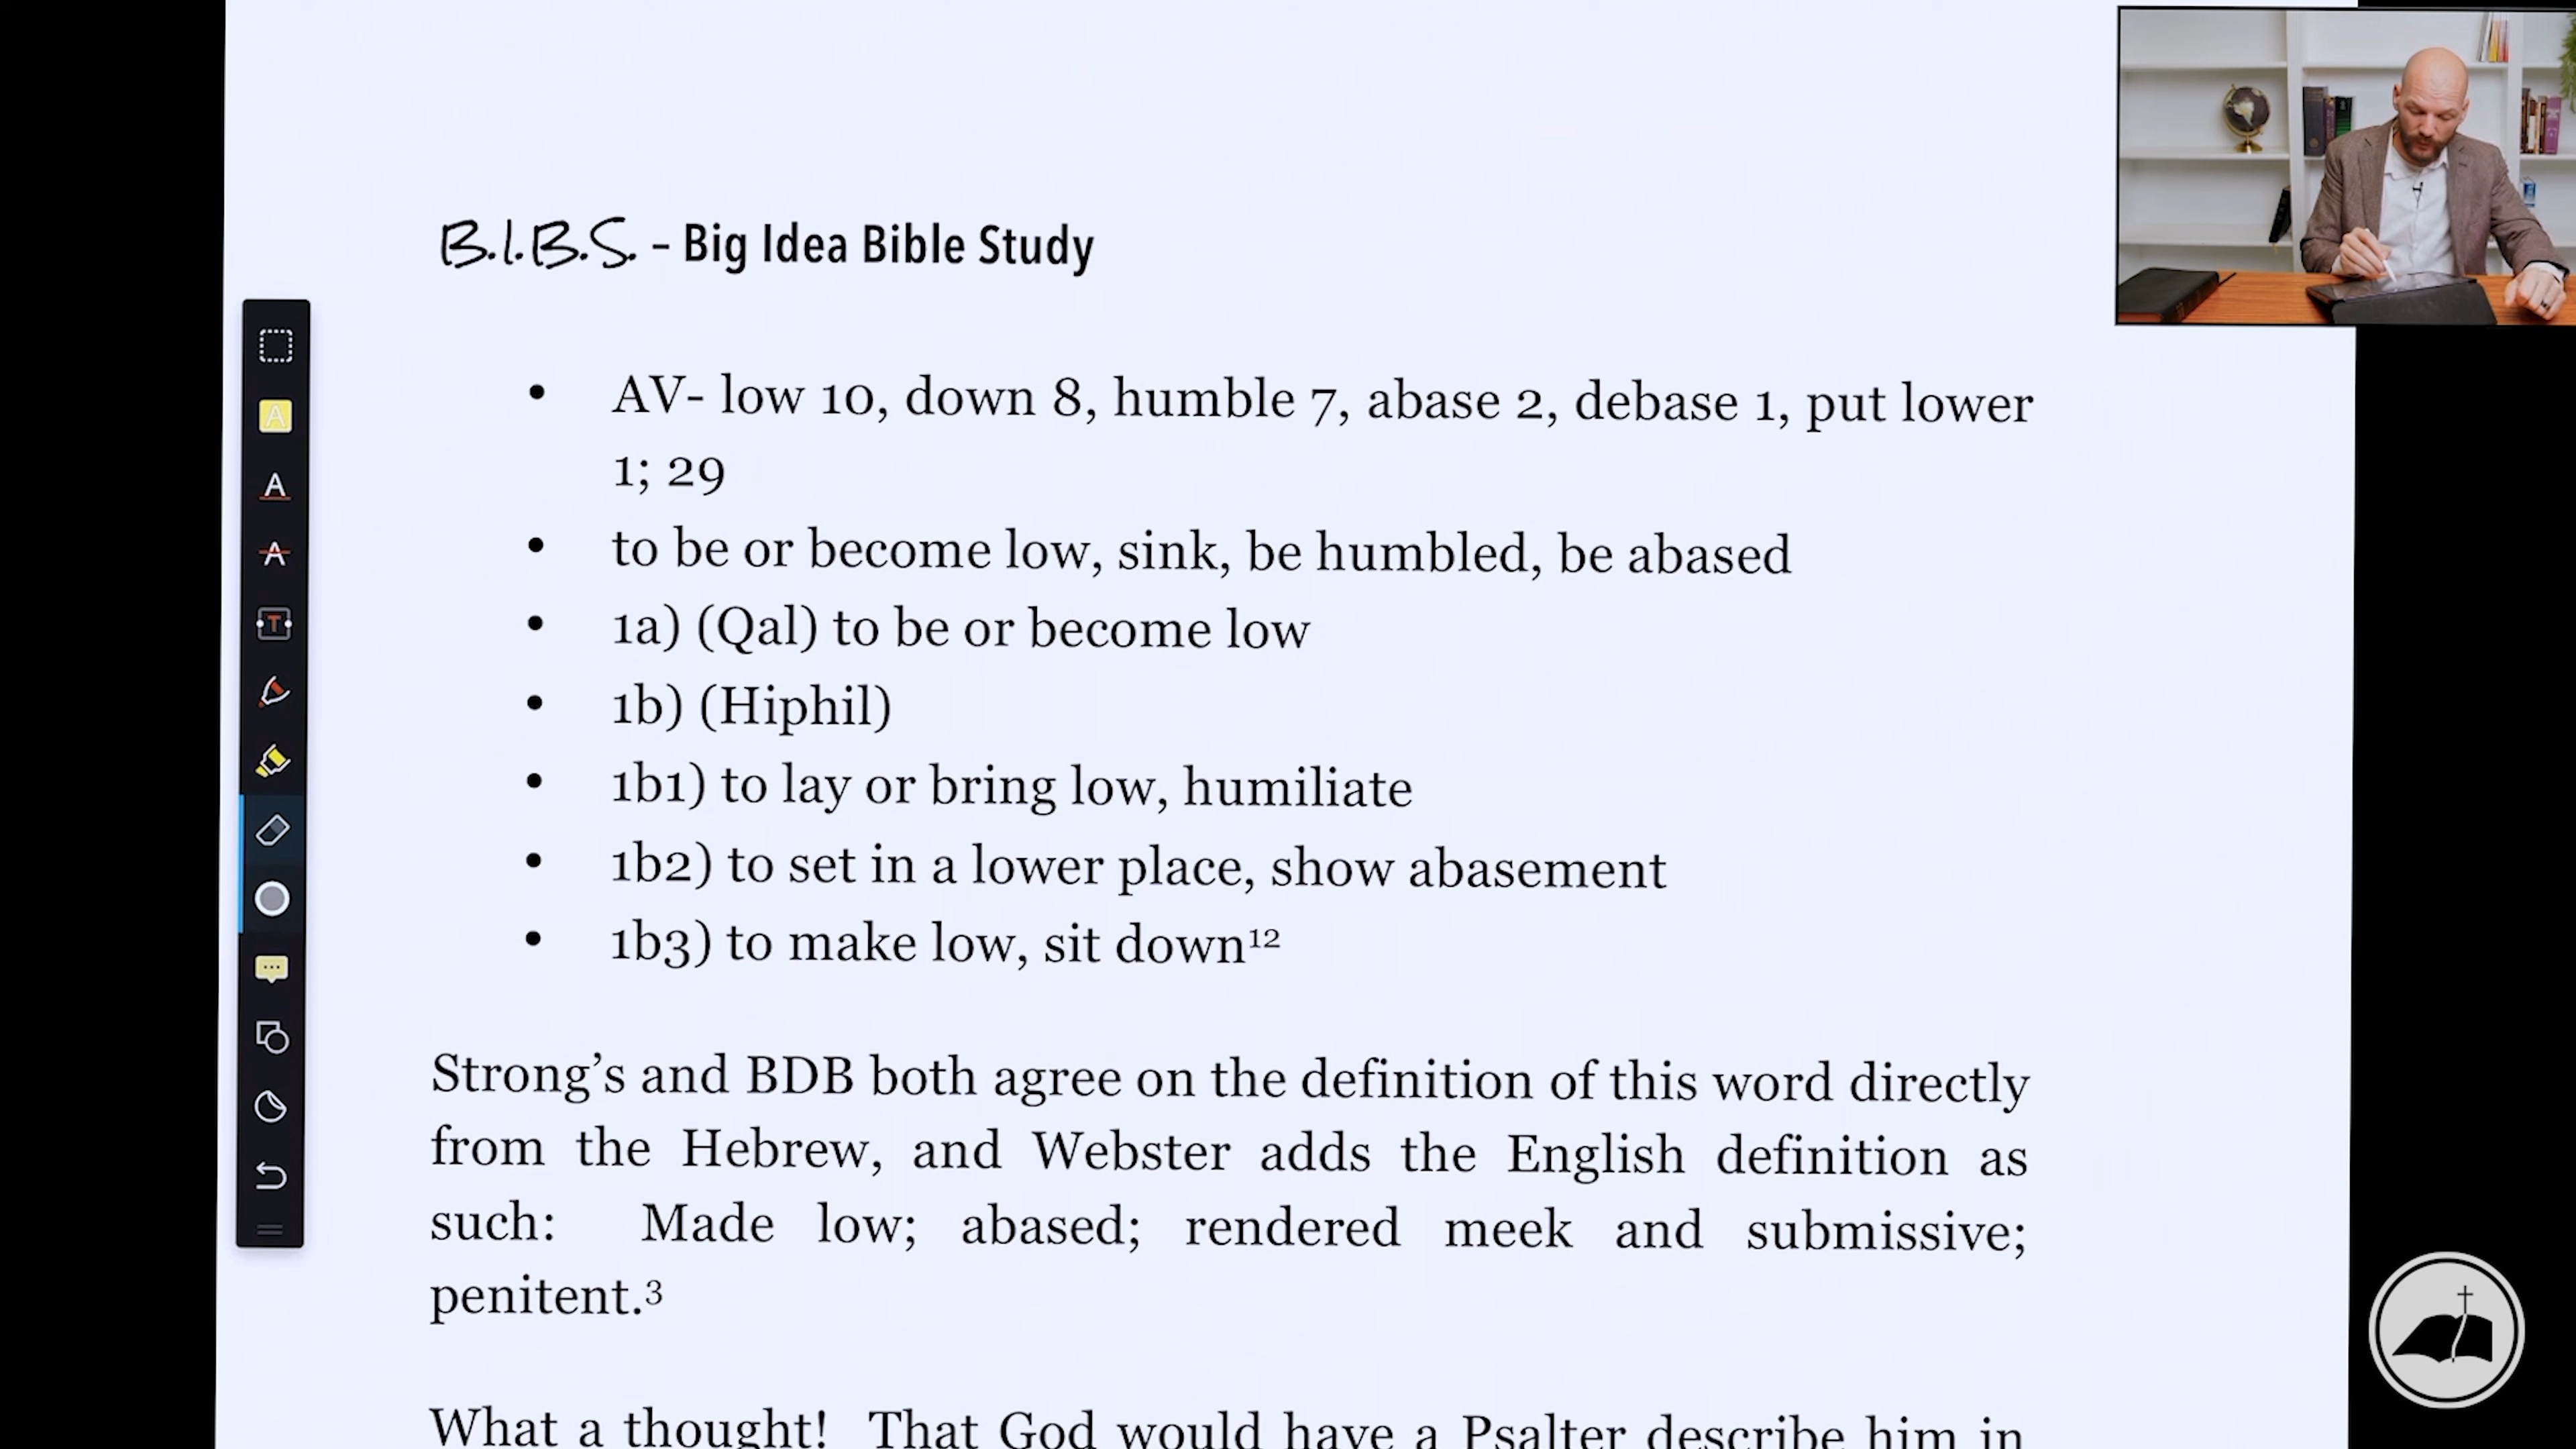 B.I.B.S. – Big Idea Bible Study
• AV- low 10, down 8, humble 7, abase 2, debase 1, put lower
1; 29
• to be or become low, sink, be humbled, be abased
• 1a) (Qal) to be or become low
• 1b) (Hiphil)
• 1b1) to lay or bring low, humiliate
• 1b2) to set in a lower place, show abasement
• 1b3) to make low, sit down¹²
Strong’s and BDB both agree on the definition of this word directly
from the Hebrew, and Webster adds the English definition as
such: Made low; abased; rendered meek and submissive;
penitent.³
What a thought! That God would have a Psalter describe him in